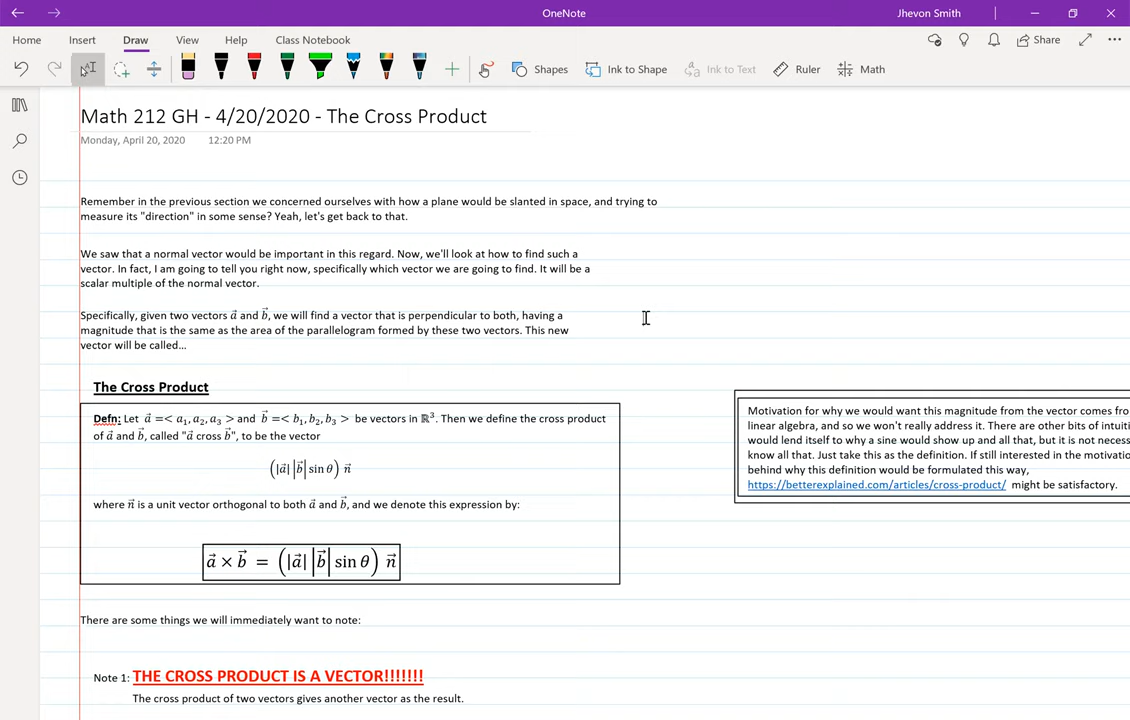 OneNote
Jhevon Smith
Home Insert Draw View Help Class Notebook
Share
Shapes Ink to Shape Ink to Text Ruler Math
Math 212 GH - 4/20/2020 - The Cross Product
Monday, April 20, 2020 12:20 PM
Remember in the previous section we concerned ourselves with how a plane would be slanted in space, and trying to
measure its "direction" in some sense? Yeah, let's get back to that.
We saw that a normal vector would be important in this regard. Now, we'll look at how to find such a
vector. In fact, I am going to tell you right now, specifically which vector we are going to find. It will be a
scalar multiple of the normal vector.
Specifically, given two vectors a⃗ and b⃗, we will find a vector that is perpendicular to both, having a
magnitude that is the same as the area of the parallelogram formed by these two vectors. This new
vector will be called...
The Cross Product
Defn: Let a⃗ =< a₁, a₂, a₃ > and b⃗ =< b₁, b₂, b₃ > be vectors in ℝ³. Then we define the cross product
of a⃗ and b⃗, called "a⃗ cross b⃗", to be the vector
(|a⃗| |b⃗| sin θ) n⃗
where n⃗ is a unit vector orthogonal to both a⃗ and b⃗, and we denote this expression by:
a⃗ × b⃗ = (|a⃗| |b⃗| sin θ) n⃗
Motivation for why we would want this magnitude from the vector comes fro
linear algebra, and so we won't really address it. There are other bits of intuiti
would lend itself to why a sine would show up and all that, but it is not necess
know all that. Just take this as the definition. If still interested in the motivatio
behind why this definition would be formulated this way,
https://betterexplained.com/articles/cross-product/ might be satisfactory.
There are some things we will immediately want to note:
Note 1: THE CROSS PRODUCT IS A VECTOR!!!!!!!
The cross product of two vectors gives another vector as the result.